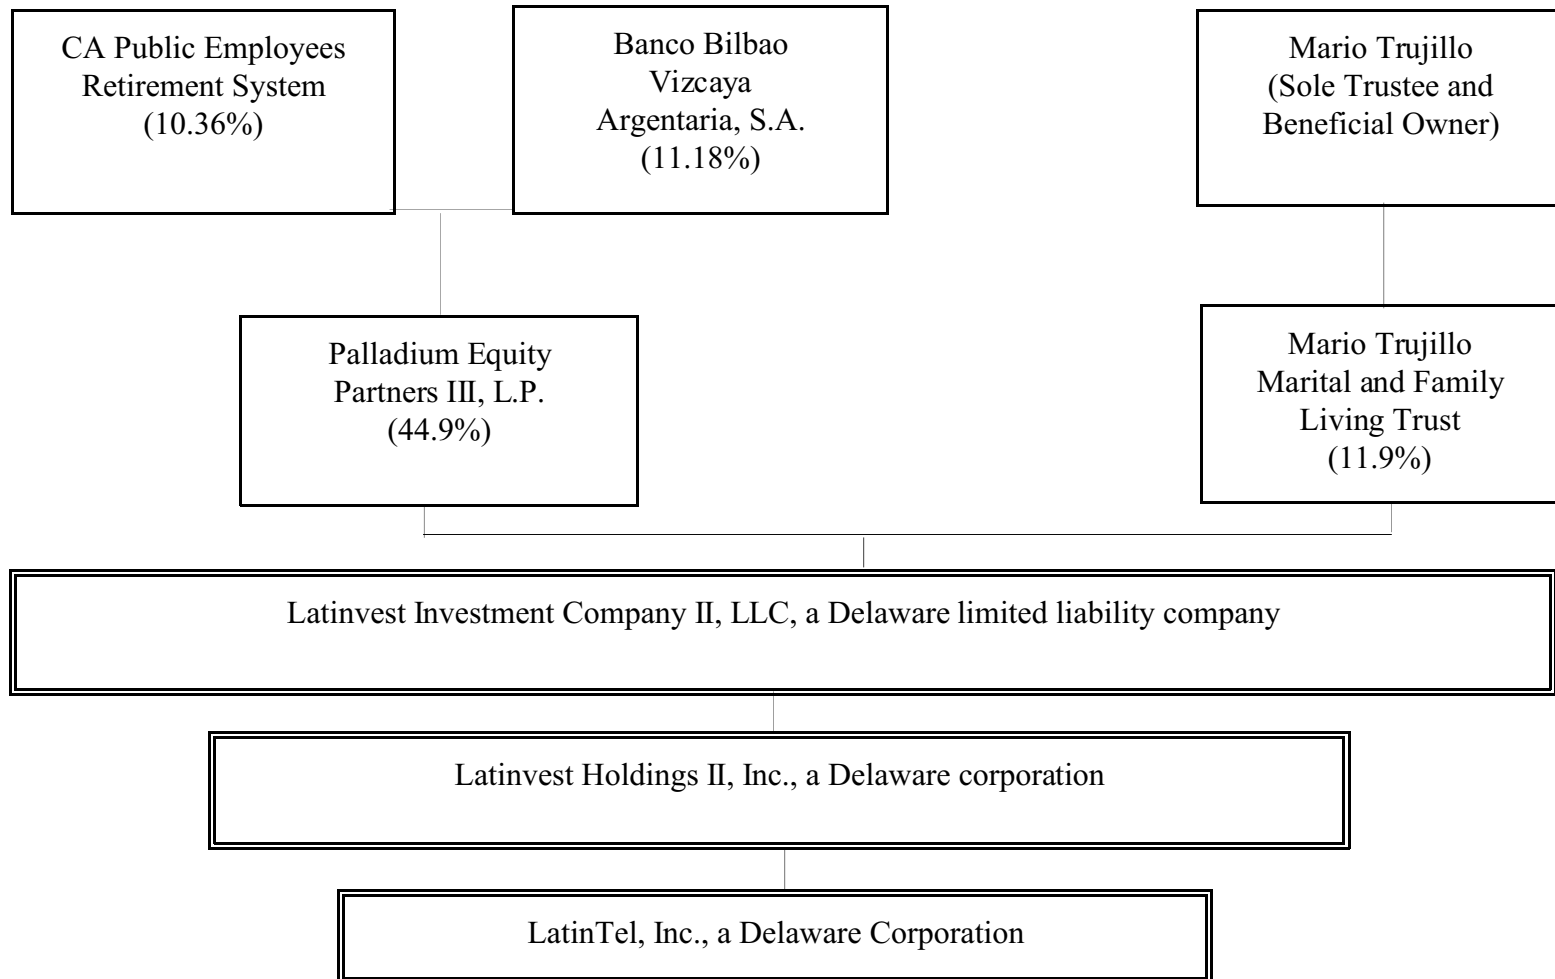 CA Public Employees
Retirement System
(10.36%)
Banco Bilbao
Vizcaya
Argentaria, S.A.
(11.18%)
Mario Trujillo
(Sole Trustee and
Beneficial Owner)
Palladium Equity
Partners III, L.P.
(44.9%)
Mario Trujillo
Marital and Family
Living Trust
(11.9%)
Latinvest Investment Company II, LLC, a Delaware limited liability company
Latinvest Holdings II, Inc., a Delaware corporation
LatinTel, Inc., a Delaware Corporation